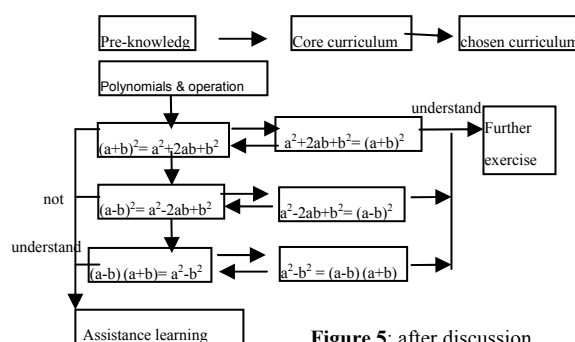 Pre-knowledg
Core curriculum
chosen curriculum
Polynomials & operation
understand
(a+b)²= a²+2ab+b²
a²+2ab+b²= (a+b)²
Further
exercise
not
(a-b)²= a²-2ab+b²
a²-2ab+b²= (a-b)²
understand
(a-b) (a+b)= a²-b²
a²-b² = (a-b) (a+b)
Assistance learning
Figure 5: after discussion